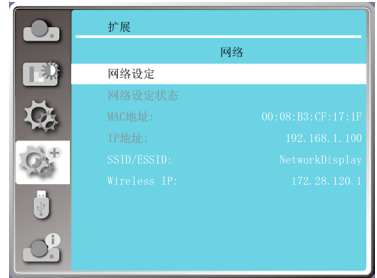 扩展
网络
网络设定
网络设定状态
MAC地址: 00:08:B3:CF:17:1F
IP地址: 192.168.1.100
SSID/ESSID: NetworkDisplay
Wireless IP: 172.28.120.1